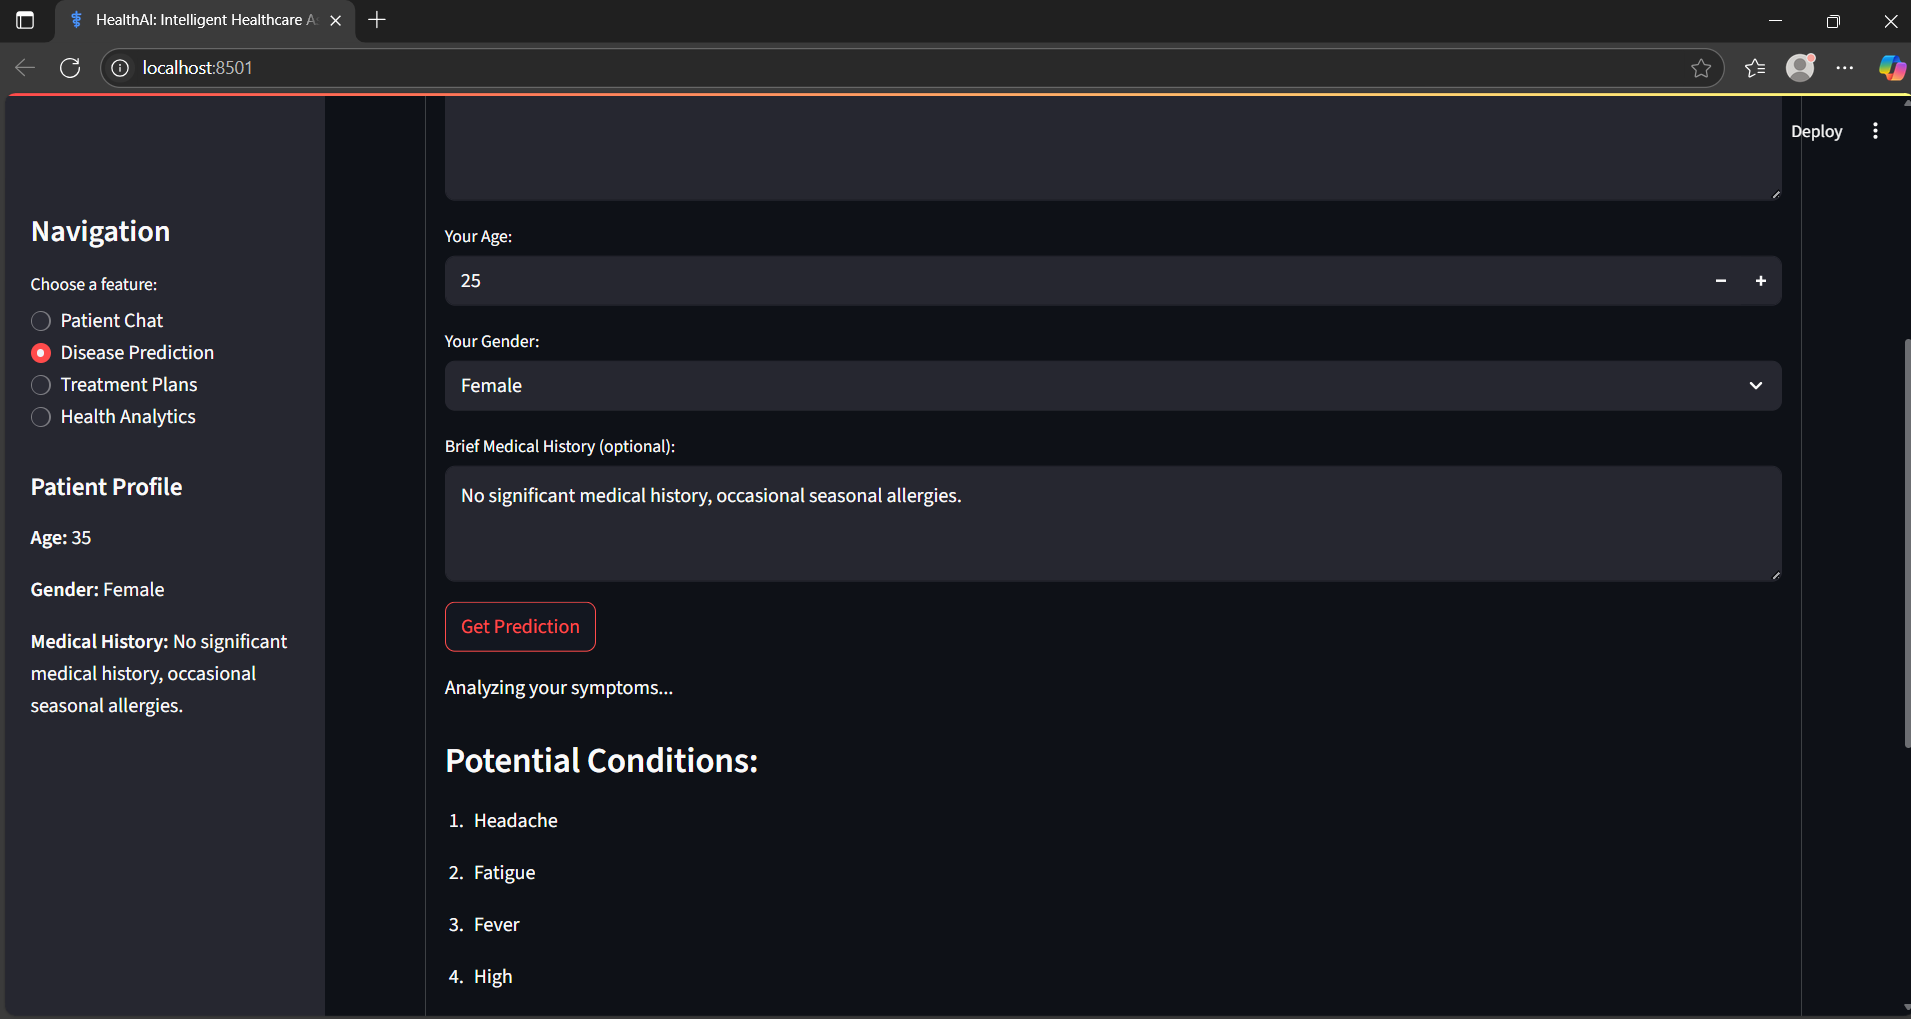 HealthAI: Intelligent Healthcare A
localhost:8501
Deploy
Navigation
Choose a feature:
Patient Chat
Disease Prediction
Treatment Plans
Health Analytics
Patient Profile
Age: 35
Gender: Female
Medical History: No significant
medical history, occasional
seasonal allergies.
Your Age:
25
Your Gender:
Female
Brief Medical History (optional):
No significant medical history, occasional seasonal allergies.
Get Prediction
Analyzing your symptoms...
Potential Conditions:
1. Headache
2. Fatigue
3. Fever
4. High